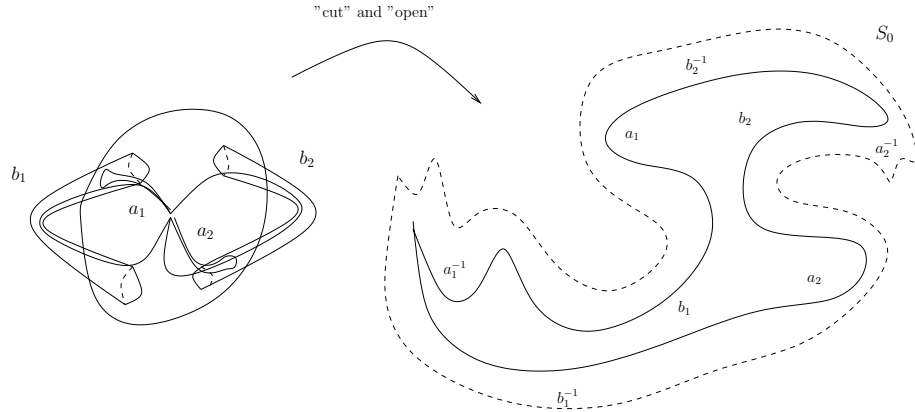 "cut" and "open"
S₀
b₂⁻¹
a₁
b₂
a₂⁻¹
b₁
b₂
a₁
a₂
a₁⁻¹
a₂
b₁
b₁⁻¹